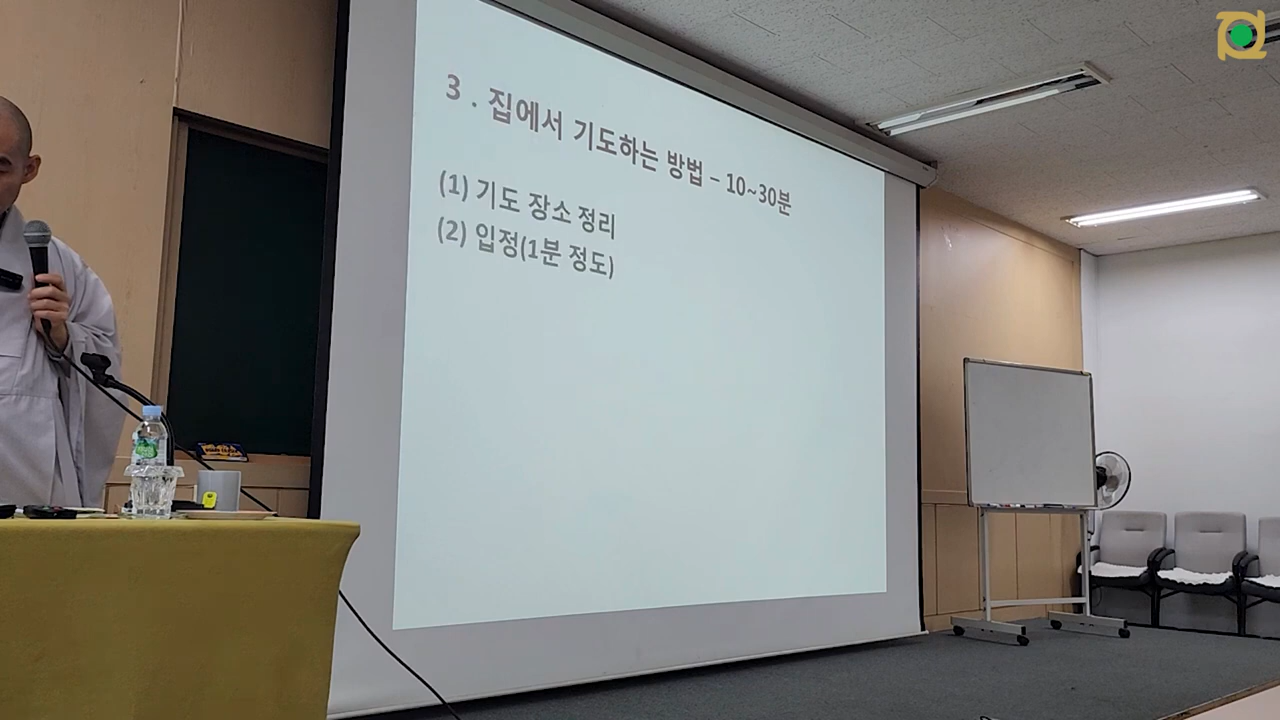 3 . 집에서 기도하는 방법 – 10~30분
(1) 기도 장소 정리
(2) 입정(1분 정도)